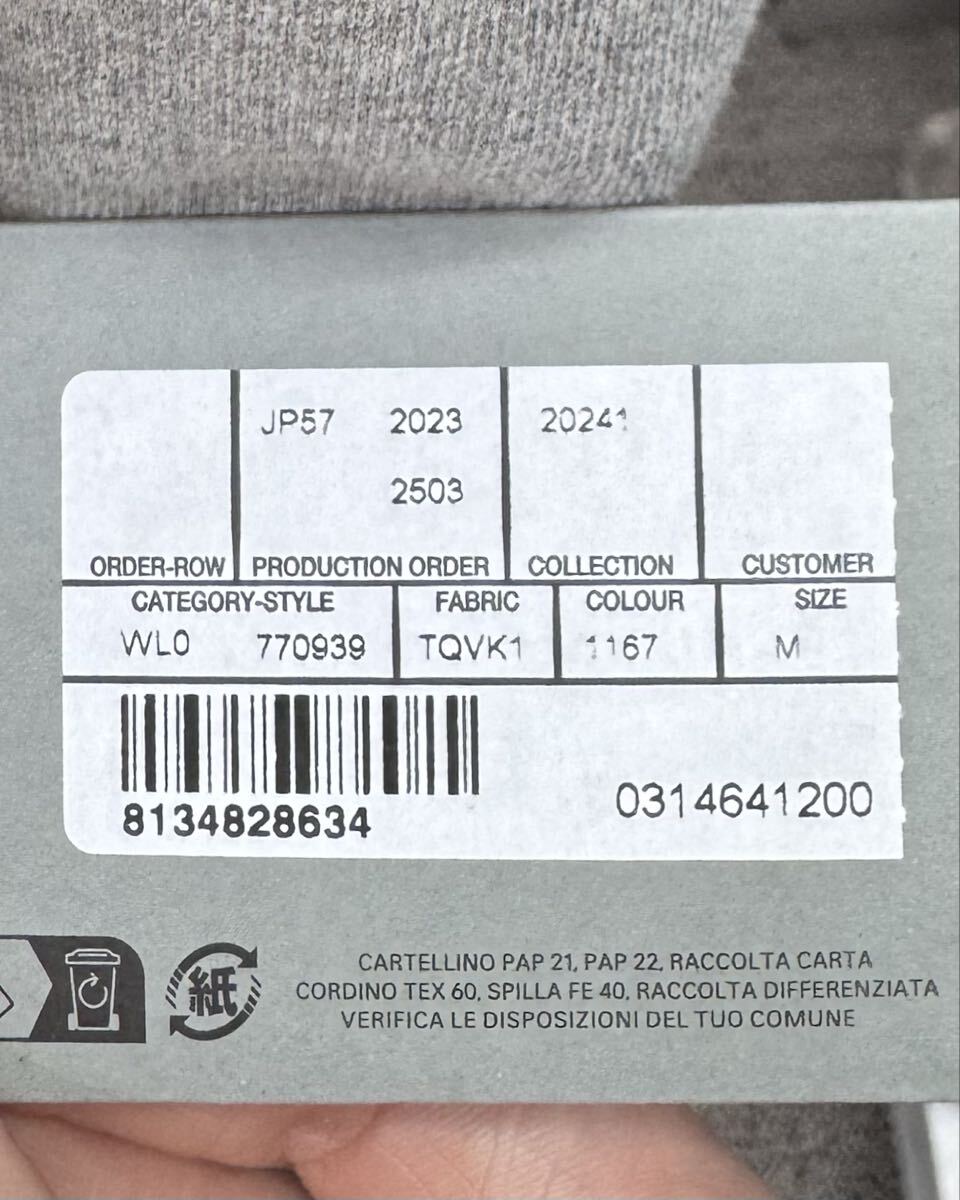 JP57 2023 20241
2503
ORDER-ROW PRODUCTION ORDER COLLECTION CUSTOMER
CATEGORY-STYLE FABRIC COLOUR SIZE
WL0 770939 TQVK1 1167 M
8134828634
0314641200
紙
CARTELLINO PAP 21, PAP 22, RACCOLTA CARTA
CORDINO TEX 60, SPILLA FE 40, RACCOLTA DIFFERENZIATA
VERIFICA LE DISPOSIZIONI DEL TUO COMUNE